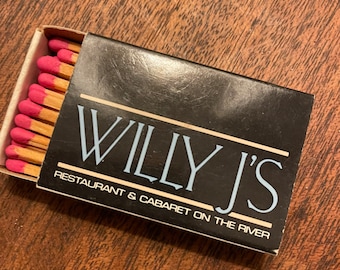 WILLY J'S
RESTAURANT & CABARET ON THE RIVER